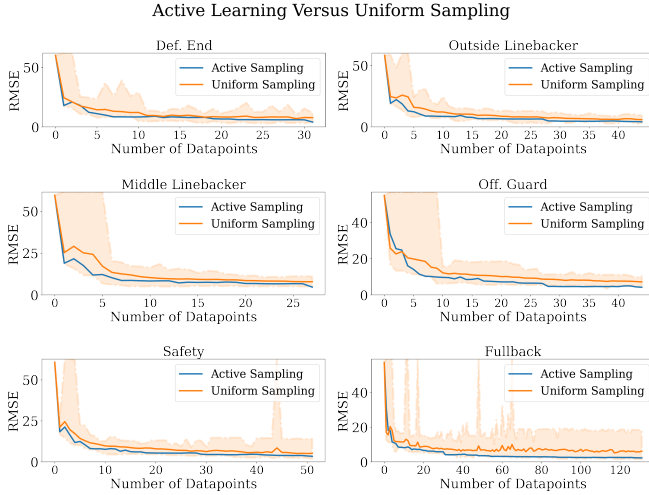 Active Learning Versus Uniform Sampling
Def. End
50
0
RMSE
Active Sampling
Uniform Sampling
0 5 10 15 20 25 30
Number of Datapoints
Outside Linebacker
50
0
RMSE
Active Sampling
Uniform Sampling
0 5 10 15 20 25 30 35 40
Number of Datapoints
Middle Linebacker
50
25
0
RMSE
Active Sampling
Uniform Sampling
0 5 10 15 20 25
Number of Datapoints
Off. Guard
40
20
0
RMSE
Active Sampling
Uniform Sampling
0 5 10 15 20 25 30 35 40
Number of Datapoints
Safety
50
25
0
RMSE
Active Sampling
Uniform Sampling
0 10 20 30 40 50
Number of Datapoints
Fullback
40
20
0
RMSE
Active Sampling
Uniform Sampling
0 20 40 60 80 100 120
Number of Datapoints